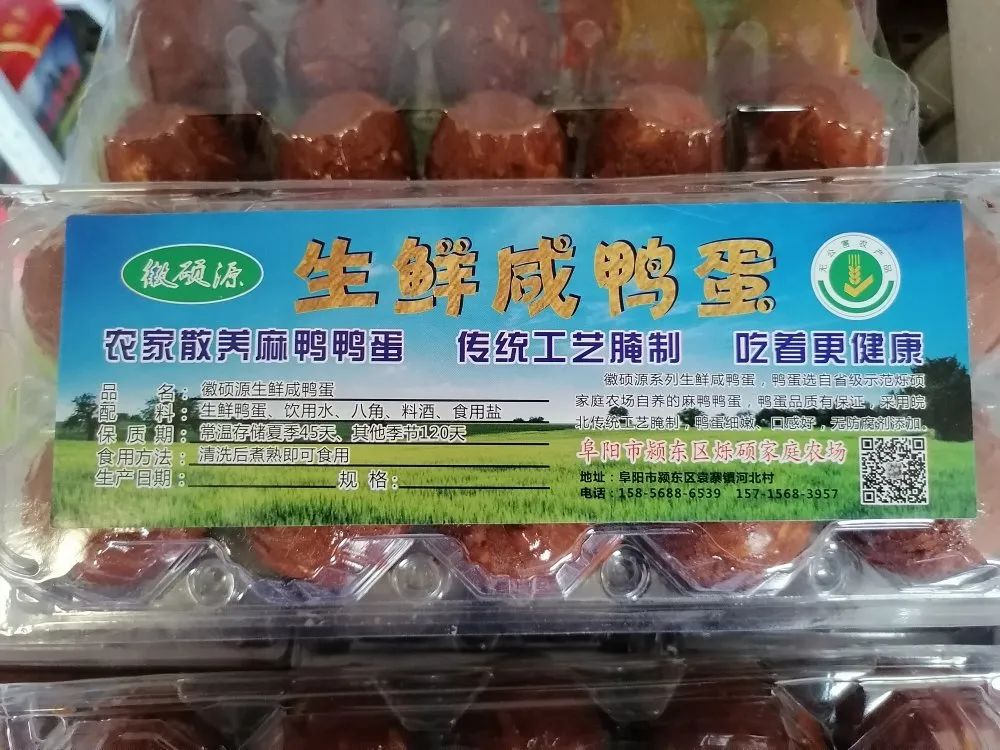 徽硕源
生鲜咸鸭蛋
无公害农产品
农家散养麻鸭鸭蛋 传统工艺腌制 吃着更健康
品 名：徽硕源生鲜咸鸭蛋
配 料：生鲜鸭蛋、饮用水、八角、料酒、食用盐
保 质 期：常温存储夏季45天、其他季节120天
食用方法：清洗后煮熟即可食用
生产日期： 规 格：
徽硕源系列生鲜咸鸭蛋，鸭蛋选自省级示范烁硕
家庭农场自养的麻鸭鸭蛋，鸭蛋品质有保证，采用皖
北传统工艺腌制，鸭蛋细嫩、口感好，无防腐剂添加。
阜阳市颍东区烁硕家庭农场
地址：阜阳市颍东区袁寨镇河北村
电话：158-5688-6539 157-1568-3957